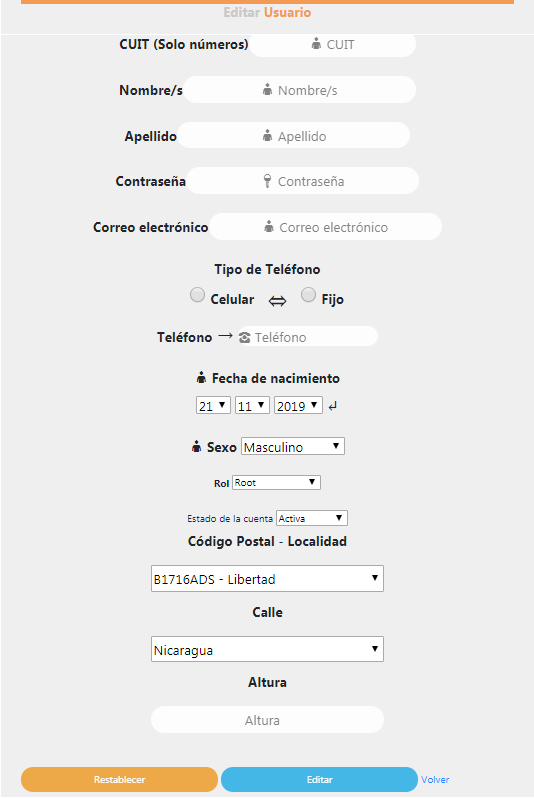 Editar Usuario
CUIT (Solo números) CUIT
Nombre/s Nombre/s
Apellido Apellido
Contraseña Contraseña
Correo electrónico Correo electrónico
Tipo de Teléfono
Celular ⇔ Fijo
Teléfono → Teléfono
Fecha de nacimiento
21 11 2019 ↲
Sexo Masculino
Rol Root
Estado de la cuenta Activa
Código Postal - Localidad
B1716ADS - Libertad
Calle
Nicaragua
Altura
Altura
Restablecer Editar Volver